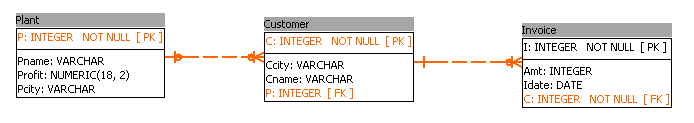 Plant
P: INTEGER NOT NULL [ PK ]
Pname: VARCHAR
Profit: NUMERIC(18, 2)
Pcity: VARCHAR
Customer
C: INTEGER NOT NULL [ PK ]
Ccity: VARCHAR
Cname: VARCHAR
P: INTEGER [ FK ]
Invoice
I: INTEGER NOT NULL [ PK ]
Amt: INTEGER
Idate: DATE
C: INTEGER NOT NULL [ FK ]